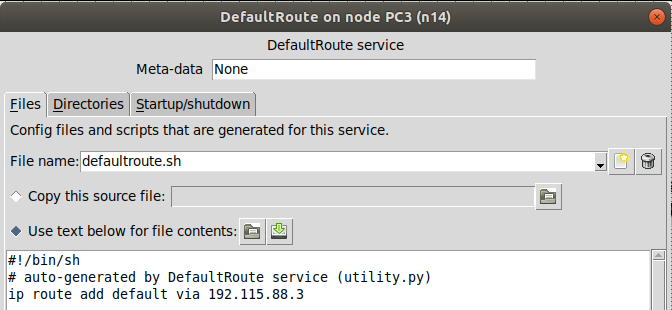 DefaultRoute on node PC3 (n14)
DefaultRoute service
Meta-data None
Files Directories Startup/shutdown
Config files and scripts that are generated for this service.
File name: defaultroute.sh
Copy this source file:
Use text below for file contents:
#!/bin/sh
# auto-generated by DefaultRoute service (utility.py)
ip route add default via 192.115.88.3